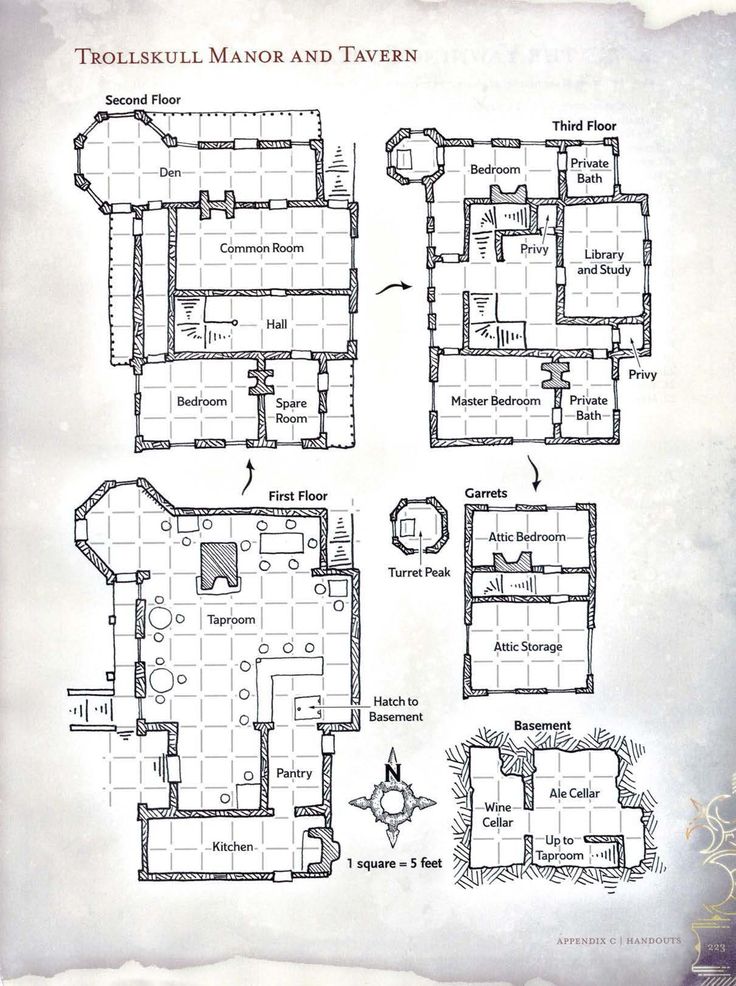 Trollskull Manor and Tavern
Second Floor
Den
Common Room
Hall
Bedroom
Spare
Room
Third Floor
Bedroom
Private
Bath
Privy
Library
and Study
Privy
Master Bedroom
Private
Bath
First Floor
Taproom
Hatch to
Basement
Pantry
Kitchen
Garrets
Turret Peak
Attic Bedroom
Attic Storage
N
1 square = 5 feet
Basement
Wine
Cellar
Ale Cellar
Up to
Taproom
APPENDIX C | HANDOUTS
223